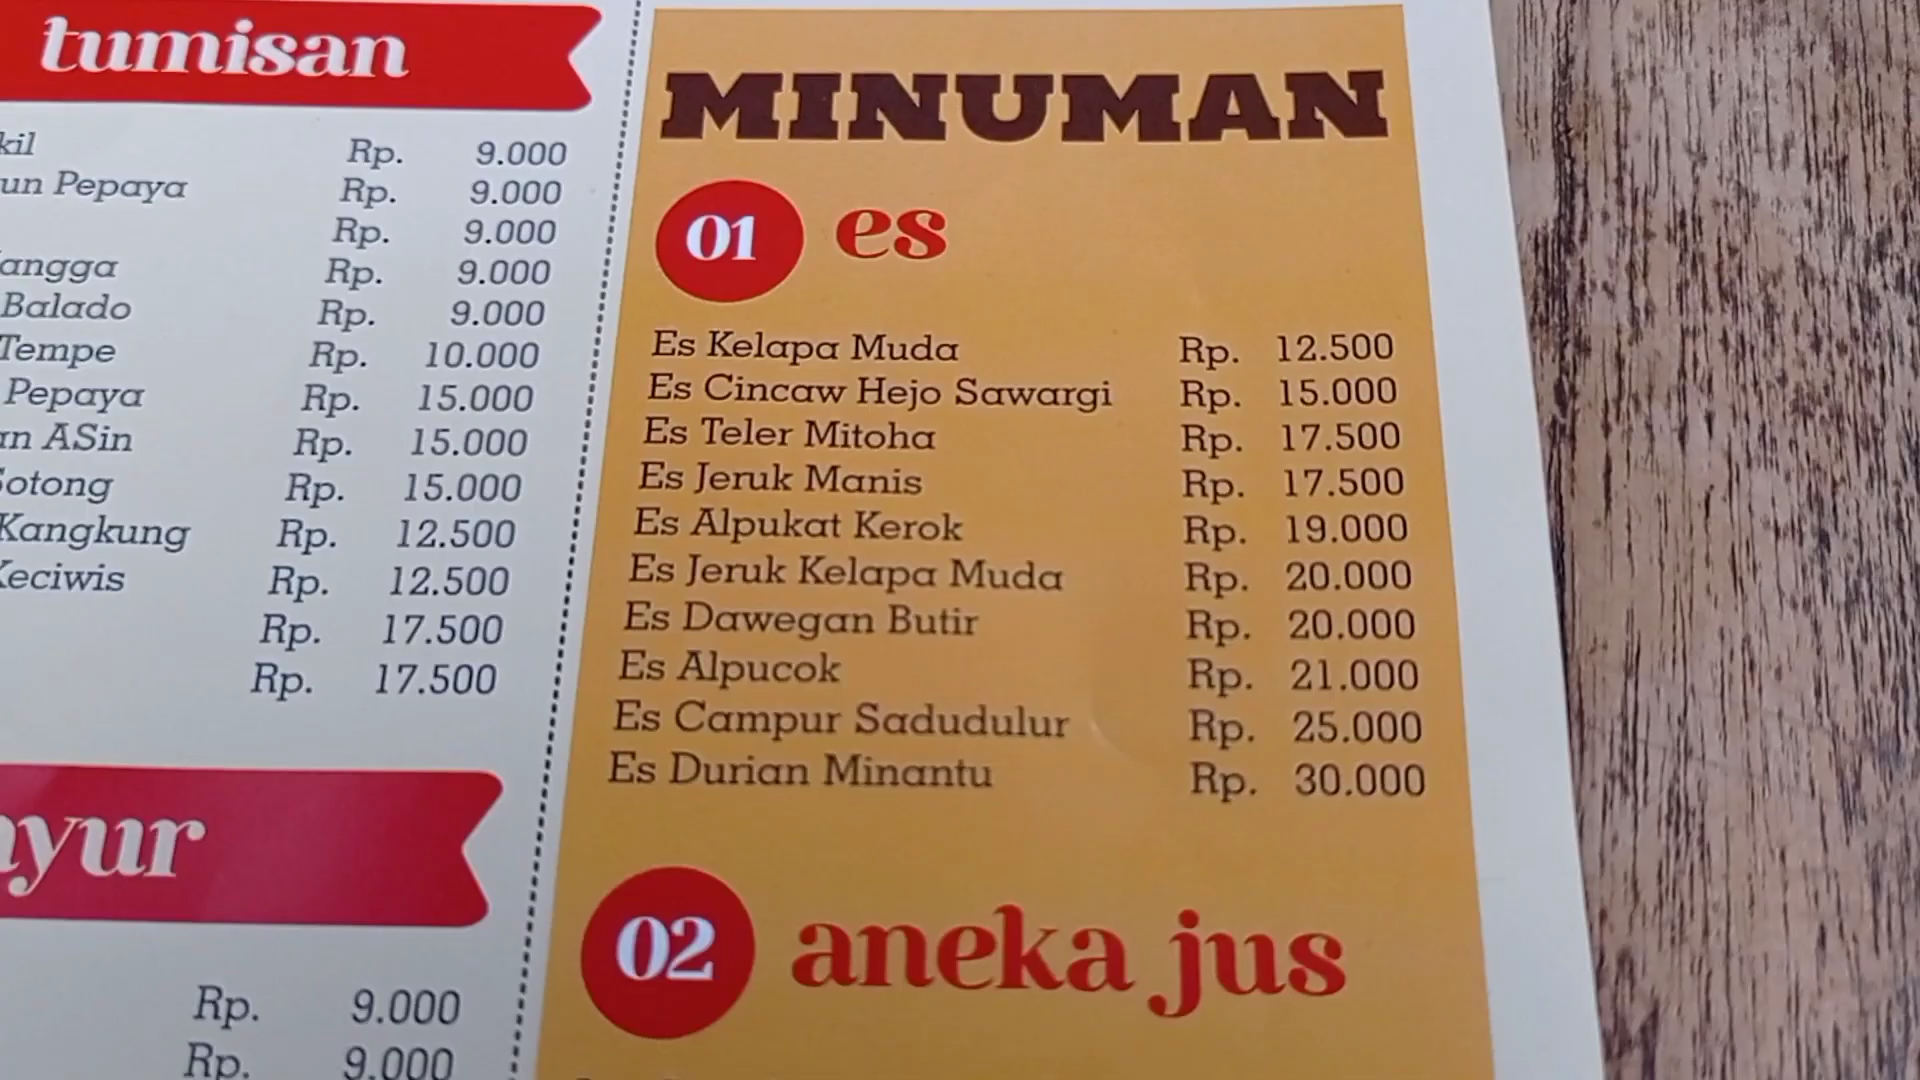 tumisan
kil Rp. 9.000
un Pepaya Rp. 9.000
Rp. 9.000
angga Rp. 9.000
Balado Rp. 9.000
Tempe Rp. 10.000
Pepaya Rp. 15.000
an ASin Rp. 15.000
Sotong Rp. 15.000
Kangkung Rp. 12.500
Keciwis Rp. 12.500
Rp. 17.500
Rp. 17.500
ayur
Rp. 9.000
Rp. 9.000
MINUMAN
01 es
Es Kelapa Muda Rp. 12.500
Es Cincaw Hejo Sawargi Rp. 15.000
Es Teler Mitoha Rp. 17.500
Es Jeruk Manis Rp. 17.500
Es Alpukat Kerok Rp. 19.000
Es Jeruk Kelapa Muda Rp. 20.000
Es Dawegan Butir Rp. 20.000
Es Alpucok Rp. 21.000
Es Campur Sadudulur Rp. 25.000
Es Durian Minantu Rp. 30.000
02 aneka jus